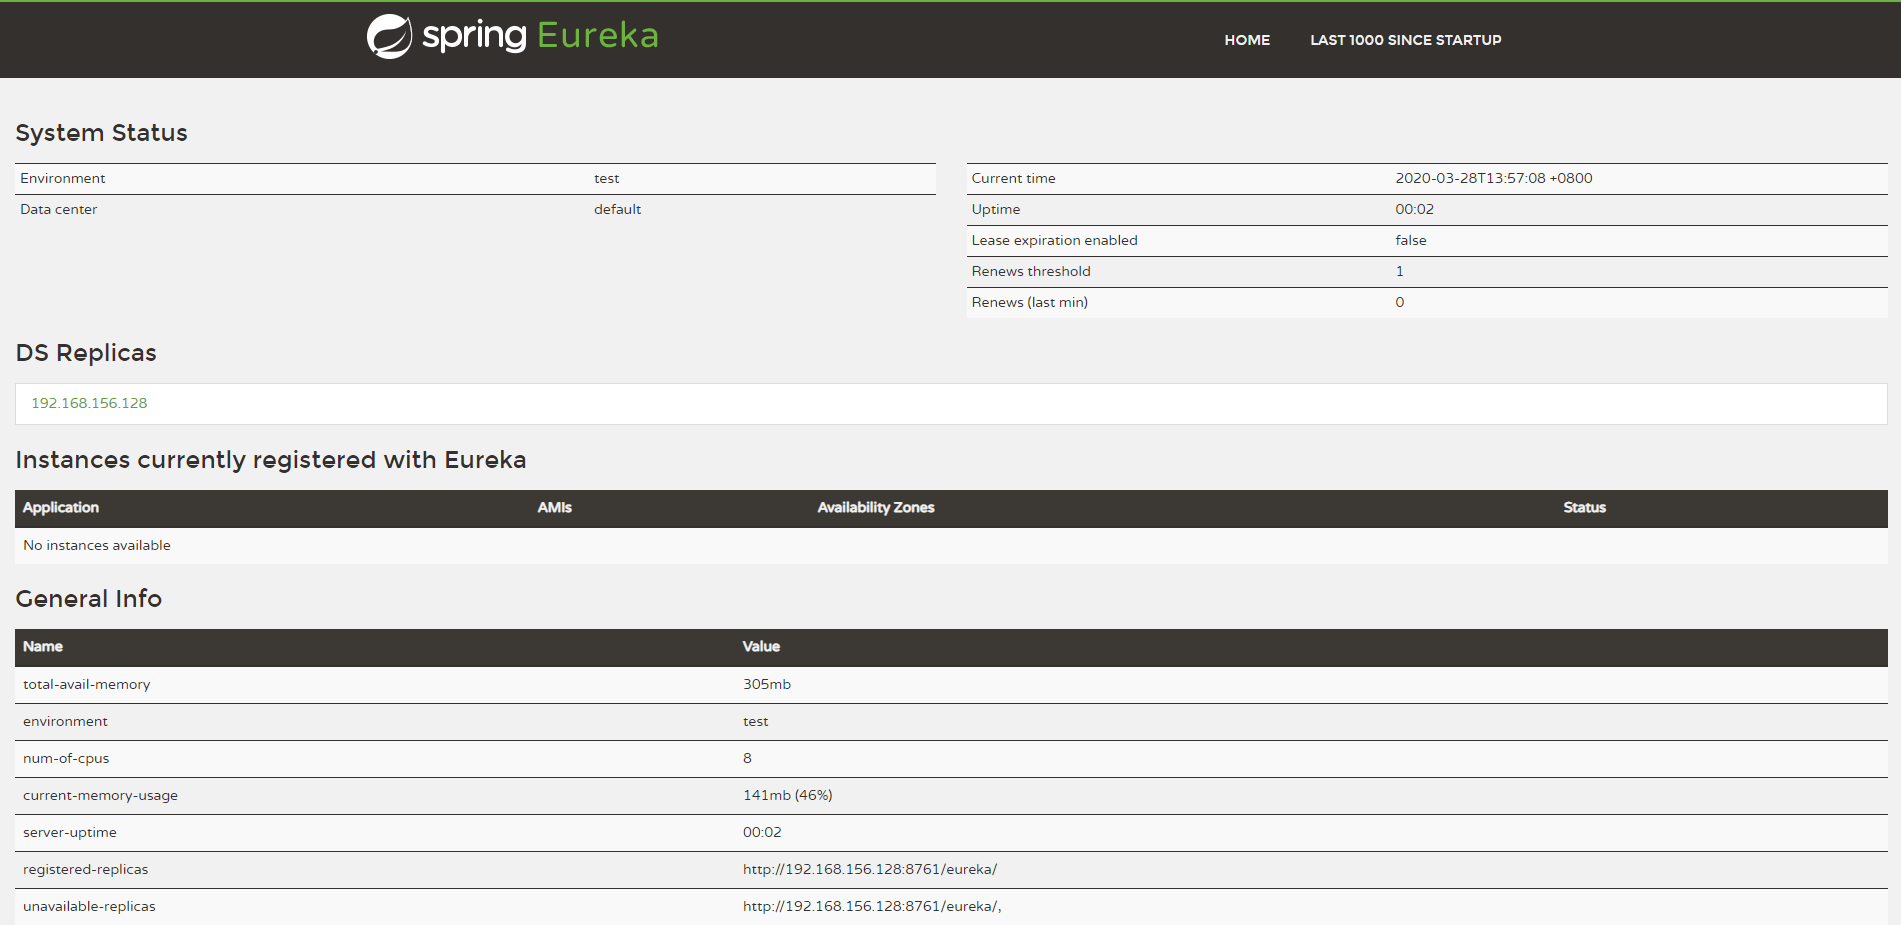 spring Eureka
HOME LAST 1000 SINCE STARTUP
System Status
Environment test
Data center default
Current time 2020-03-28T13:57:08 +0800
Uptime 00:02
Lease expiration enabled false
Renews threshold 1
Renews (last min) 0
DS Replicas
192.168.156.128
Instances currently registered with Eureka
Application AMIs Availability Zones Status
No instances available
General Info
Name Value
total-avail-memory 305mb
environment test
num-of-cpus 8
current-memory-usage 141mb (46%)
server-uptime 00:02
registered-replicas http://192.168.156.128:8761/eureka/
unavailable-replicas http://192.168.156.128:8761/eureka/,